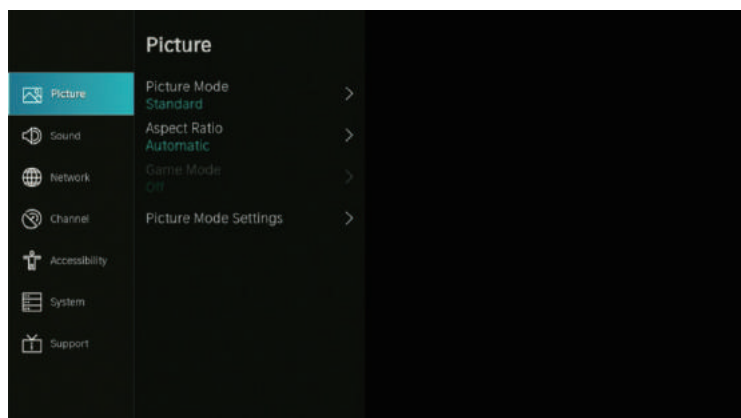 Picture
Picture
Sound
Network
Channel
Accessibility
System
Support
Picture Mode
Standard
Aspect Ratio
Automatic
Game Mode
Off
Picture Mode Settings